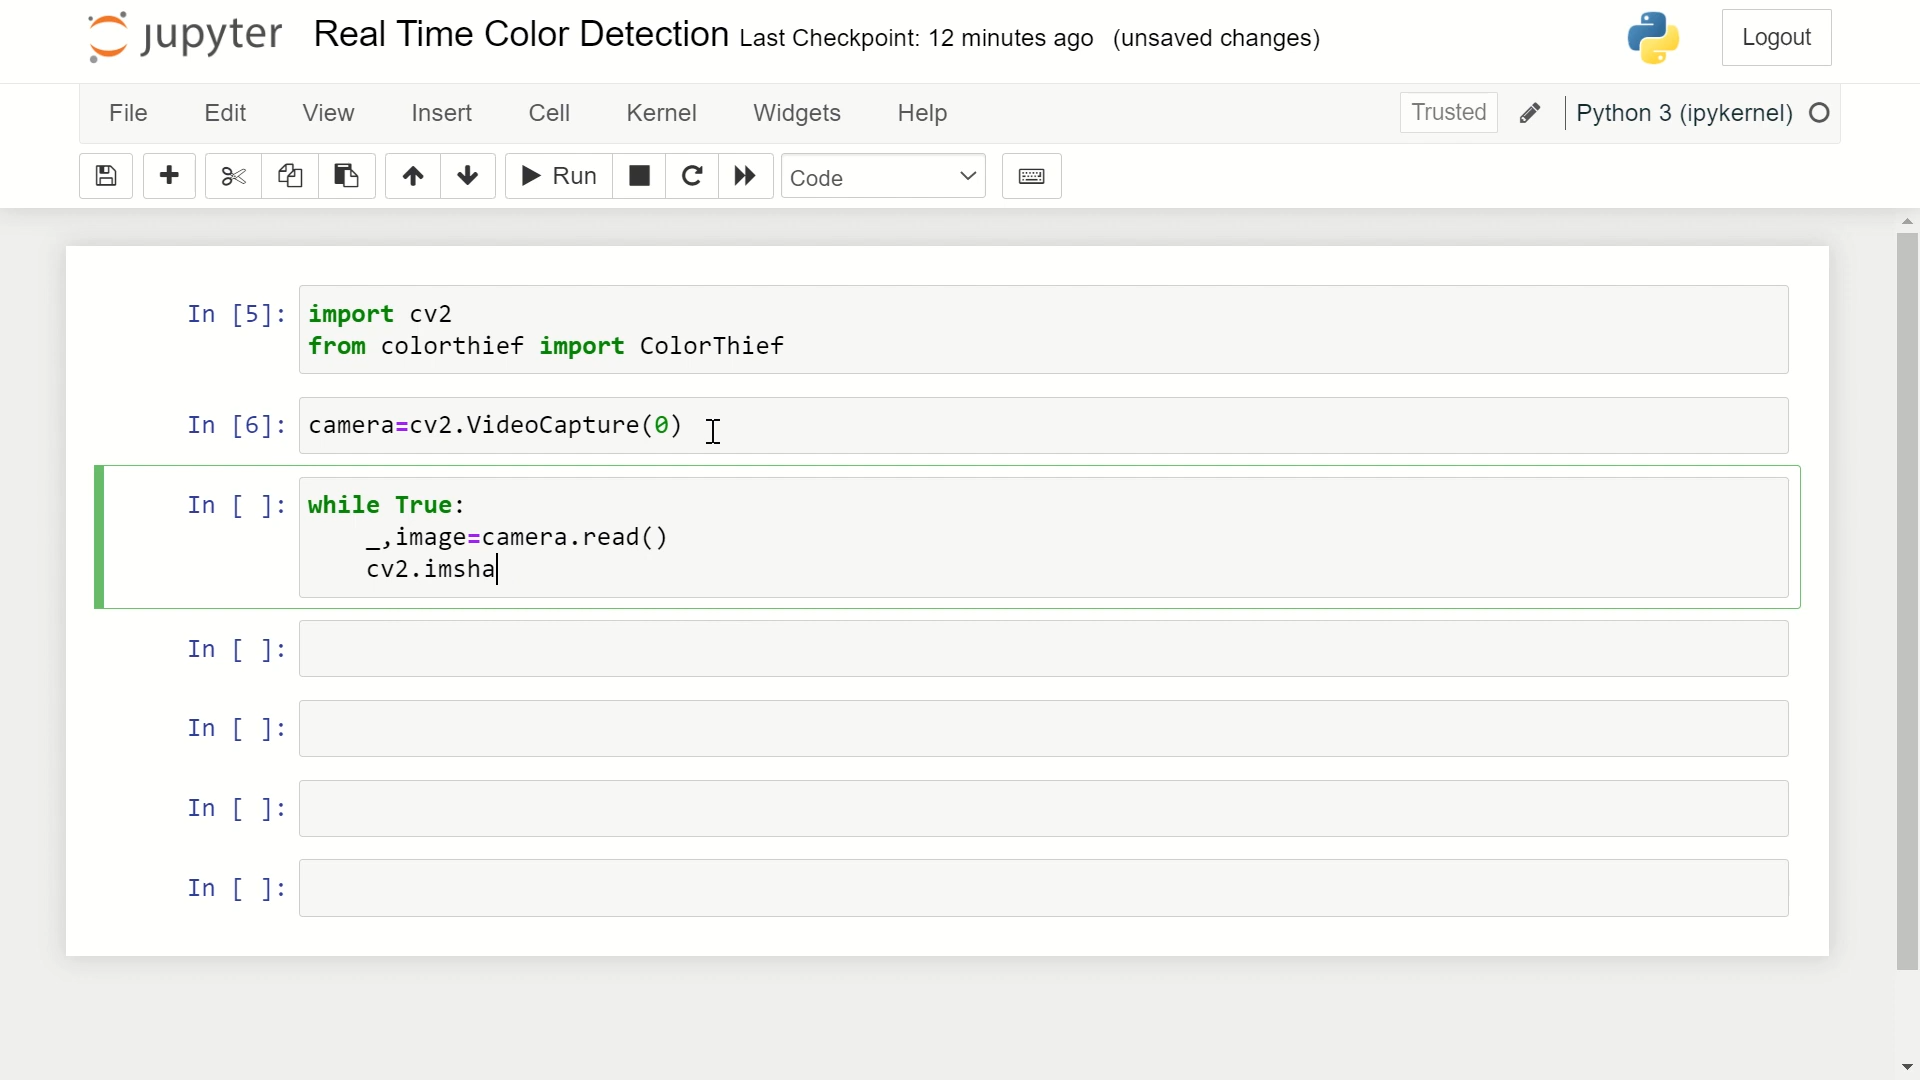 jupyter Real Time Color Detection Last Checkpoint: 12 minutes ago (unsaved changes) Logout
File Edit View Insert Cell Kernel Widgets Help Trusted Python 3 (ipykernel)
Run Code
In [5]: import cv2
from colorthief import ColorThief
In [6]: camera=cv2.VideoCapture(0)
In [ ]: while True:
_,image=camera.read()
cv2.imsha
In [ ]:
In [ ]:
In [ ]:
In [ ]: